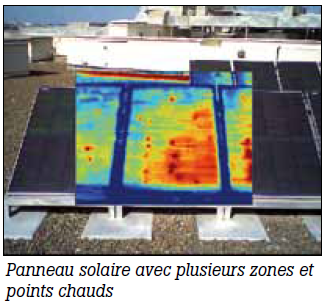 Panneau solaire avec plusieurs zones et
points chauds